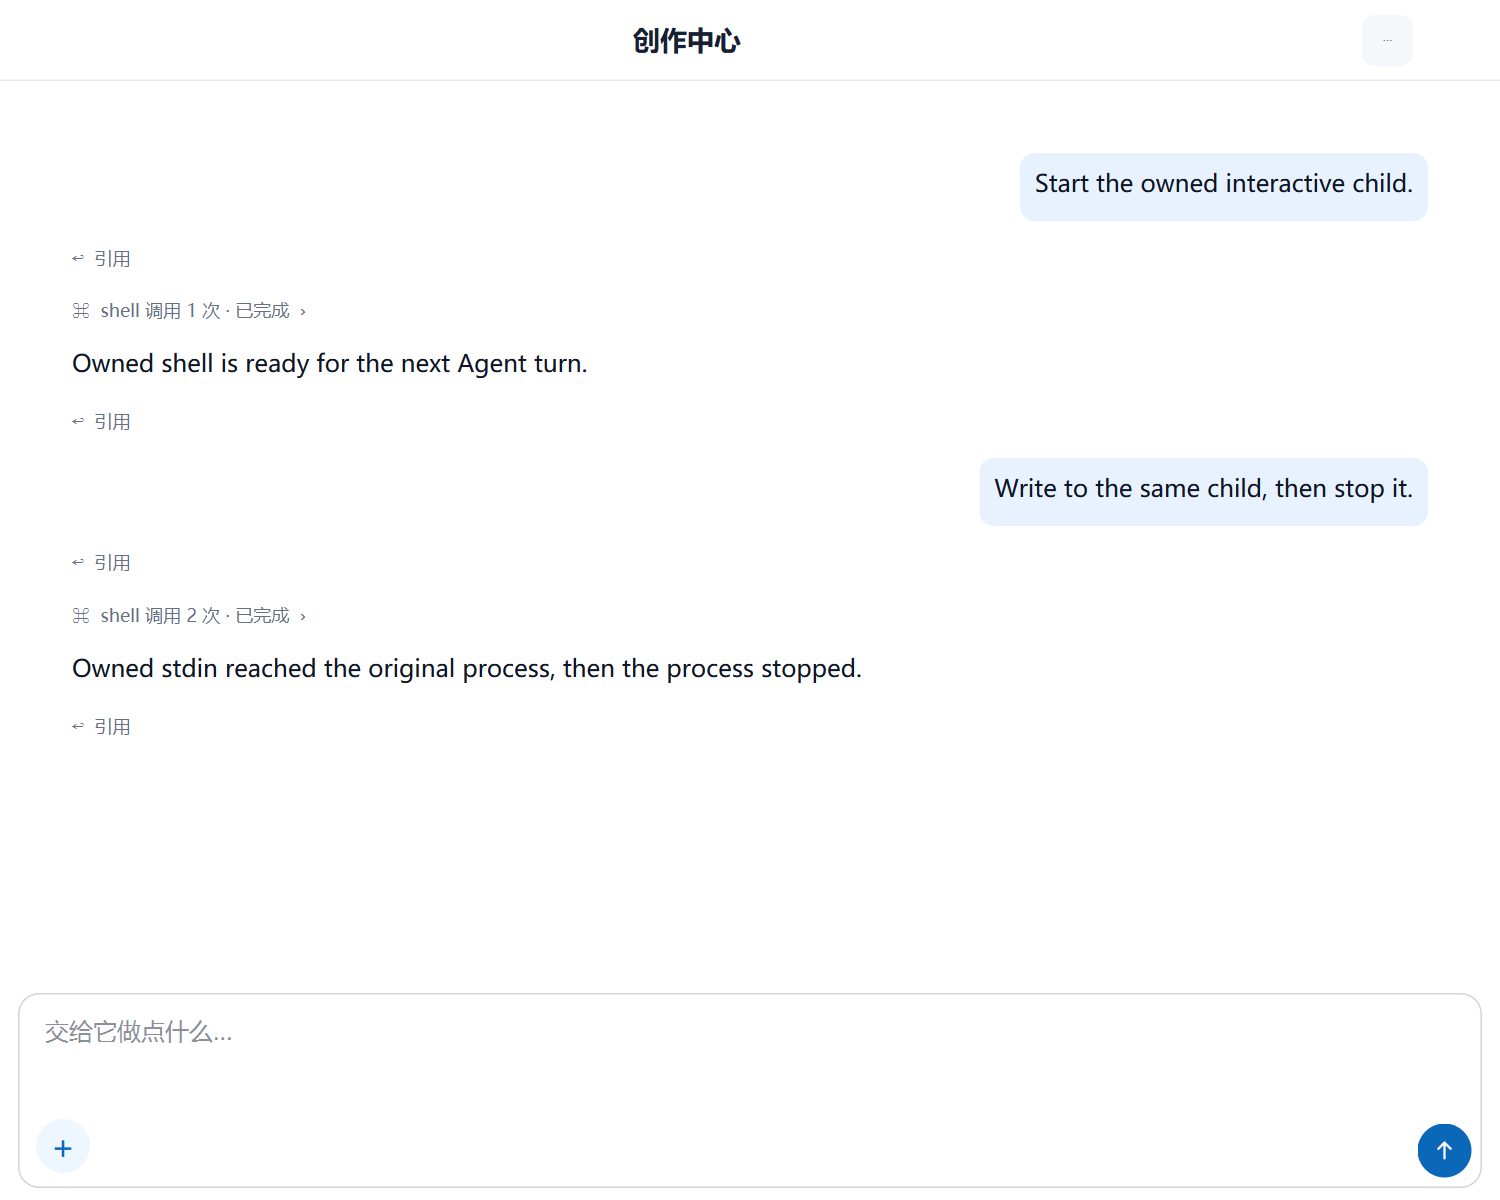 创作中心
...
Start the owned interactive child.
↩ 引用
⌘ shell 调用 1 次 · 已完成 ›
Owned shell is ready for the next Agent turn.
↩ 引用
Write to the same child, then stop it.
↩ 引用
⌘ shell 调用 2 次 · 已完成 ›
Owned stdin reached the original process, then the process stopped.
↩ 引用
交给它做点什么...
+
↑